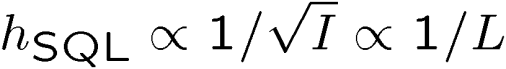 h_SQL ∝ 1/√I ∝ 1/L